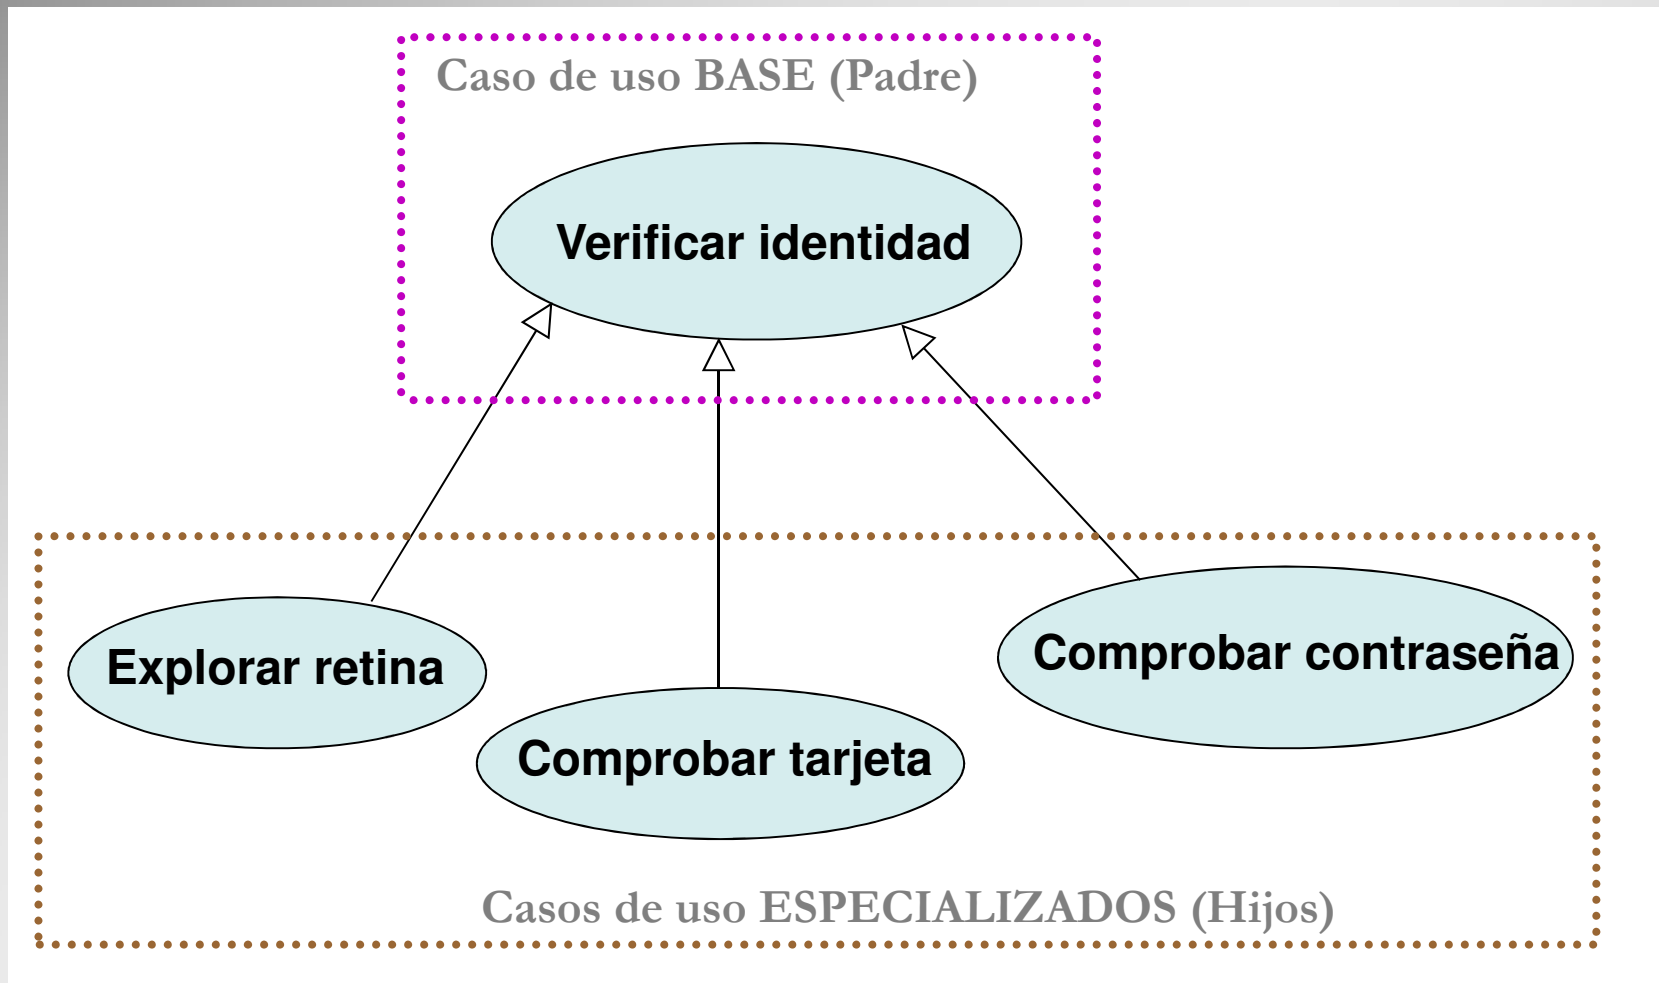 Caso de uso BASE (Padre)
Verificar identidad
Explorar retina
Comprobar contraseña
Comprobar tarjeta
Casos de uso ESPECIALIZADOS (Hijos)